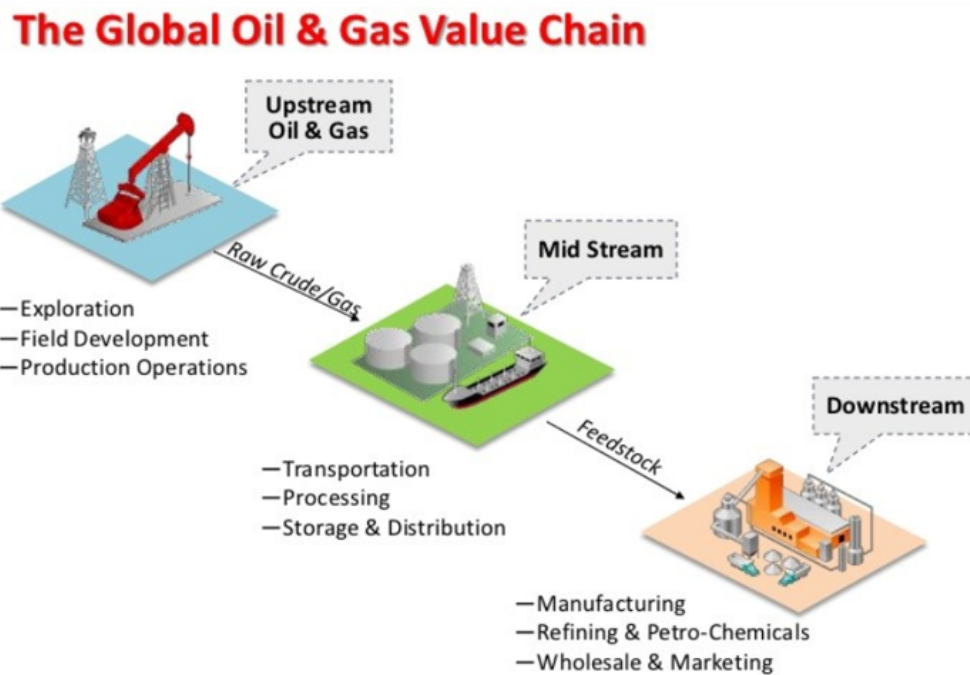 The Global Oil & Gas Value Chain
Upstream
Oil & Gas
Raw Crude/Gas
—Exploration
—Field Development
—Production Operations
Mid Stream
Feedstock
—Transportation
—Processing
—Storage & Distribution
Downstream
—Manufacturing
—Refining & Petro-Chemicals
—Wholesale & Marketing